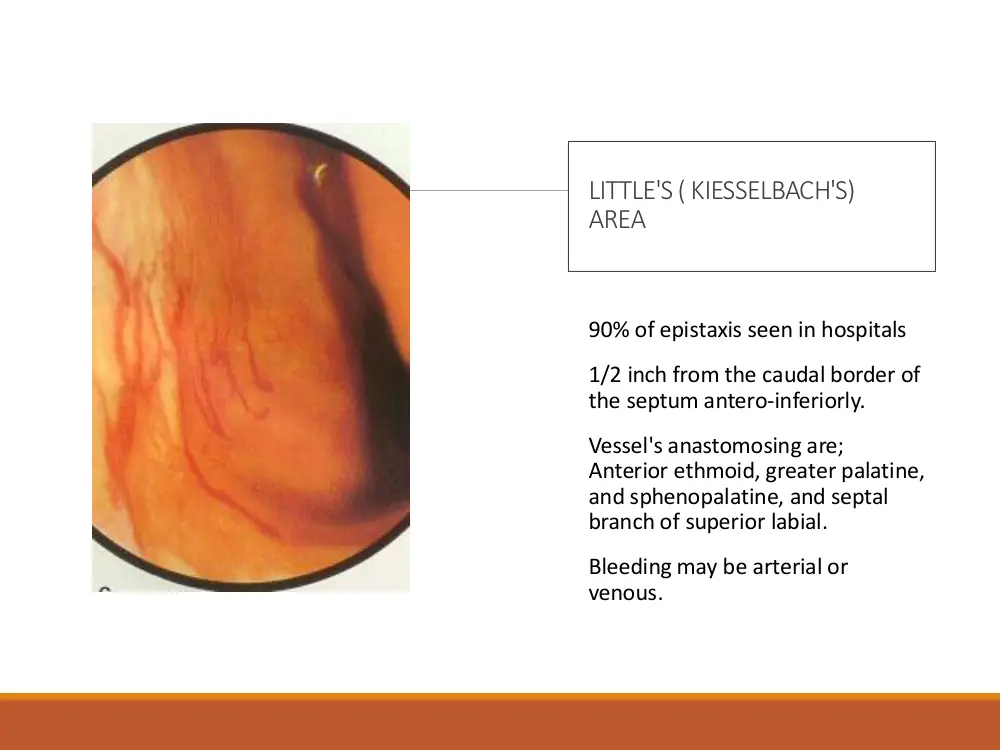 LITTLE'S ( KIESSELBACH'S)
AREA
90% of epistaxis seen in hospitals
1/2 inch from the caudal border of
the septum antero-inferiorly.
Vessel's anastomosing are;
Anterior ethmoid, greater palatine,
and sphenopalatine, and septal
branch of superior labial.
Bleeding may be arterial or
venous.